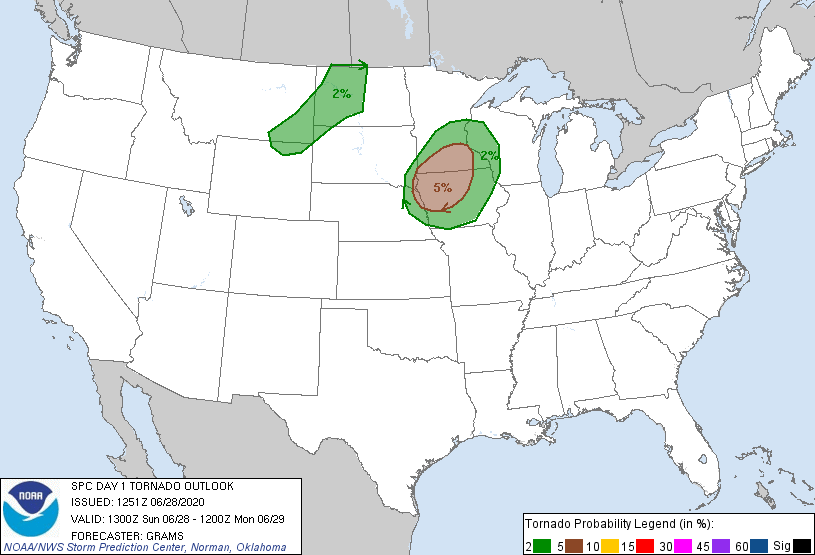 2%
2%
5%
NOAA
SPC DAY 1 TORNADO OUTLOOK
ISSUED: 1251Z 06/28/2020
VALID: 1300Z Sun 06/28 - 1200Z Mon 06/29
FORECASTER: GRAMS
NOAA/NWS Storm Prediction Center, Norman, Oklahoma
Tornado Probability Legend (in %):
2 5 10 15 30 45 60 Sig